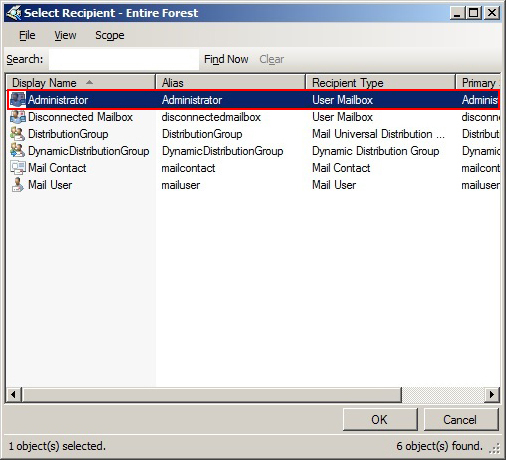 Select Recipient - Entire Forest
File View Scope
Search: Find Now Clear
Display Name Alias Recipient Type Primary
Administrator Administrator User Mailbox Adminis
Disconnected Mailbox disconnectedmailbox User Mailbox disconn
DistributionGroup DistributionGroup Mail Universal Distribution ... Distribu
DynamicDistributionGroup DynamicDistributionGroup Dynamic Distribution Group Dynamic
Mail Contact mailcontact Mail Contact mailcont
Mail User mailuser Mail User mailuser
OK Cancel
1 object(s) selected. 6 object(s) found.